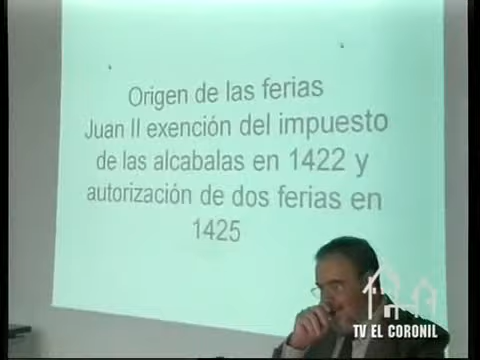 Origen de las ferias
Juan II exención del impuesto
de las alcabalas en 1422 y
autorización de dos ferias en
1425
TV EL CORONIL